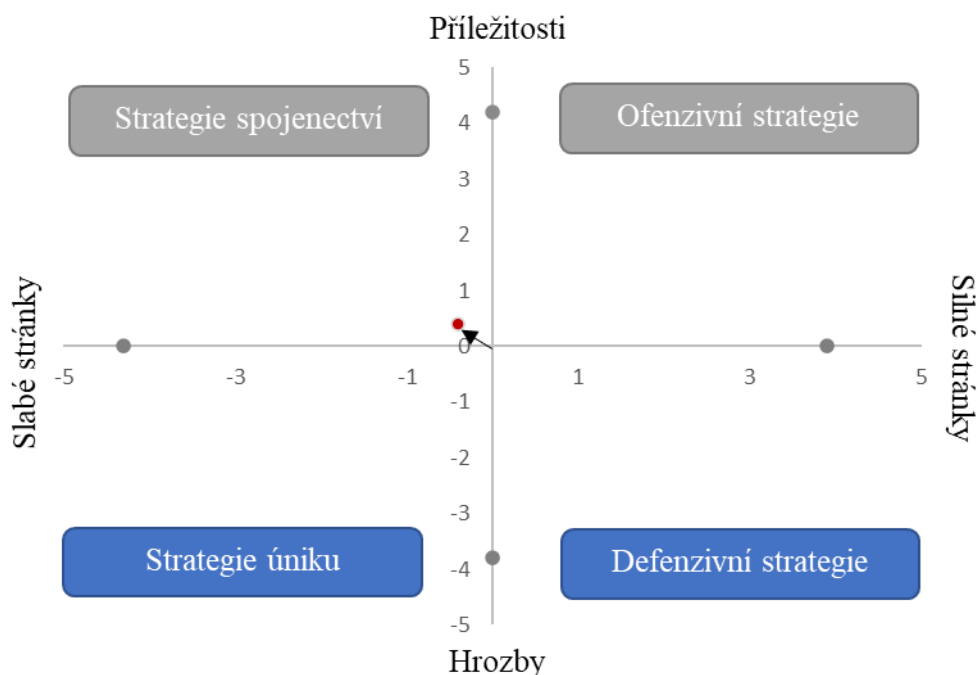 Příležitosti
5
Strategie spojenectví
Ofenzivní strategie
4
3
2
1
Slabé stránky
Silné stránky
0
-5
-3
-1
1
3
5
-1
-2
-3
Strategie úniku
Defenzivní strategie
-4
-5
Hrozby